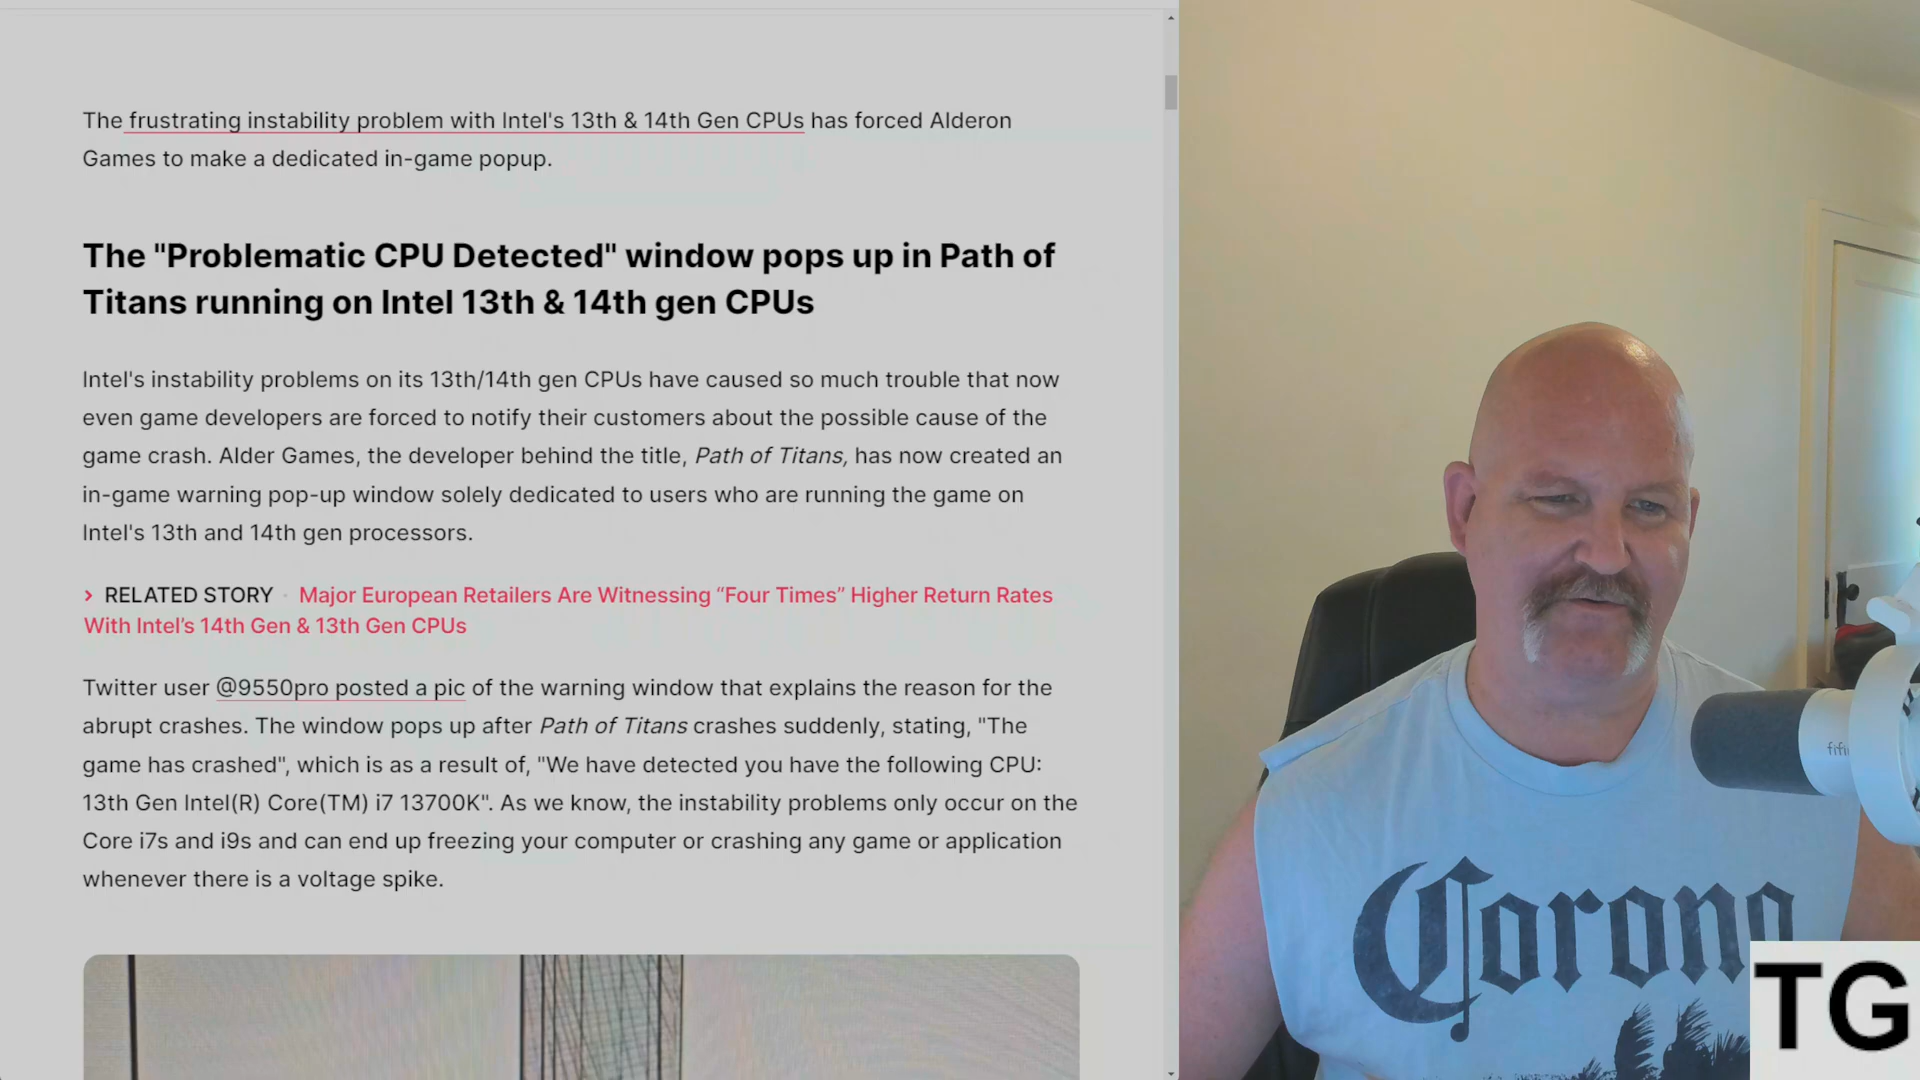 The frustrating instability problem with Intel's 13th & 14th Gen CPUs has forced Alderon
Games to make a dedicated in-game popup.
The "Problematic CPU Detected" window pops up in Path of
Titans running on Intel 13th & 14th gen CPUs
Intel's instability problems on its 13th/14th gen CPUs have caused so much trouble that now
even game developers are forced to notify their customers about the possible cause of the
game crash. Alder Games, the developer behind the title, Path of Titans, has now created an
in-game warning pop-up window solely dedicated to users who are running the game on
Intel's 13th and 14th gen processors.
› RELATED STORY · Major European Retailers Are Witnessing “Four Times” Higher Return Rates
With Intel’s 14th Gen & 13th Gen CPUs
Twitter user @9550pro posted a pic of the warning window that explains the reason for the
abrupt crashes. The window pops up after Path of Titans crashes suddenly, stating, "The
game has crashed", which is as a result of, "We have detected you have the following CPU:
13th Gen Intel(R) Core(TM) i7 13700K". As we know, the instability problems only occur on the
Core i7s and i9s and can end up freezing your computer or crashing any game or application
whenever there is a voltage spike.
Corona
TG